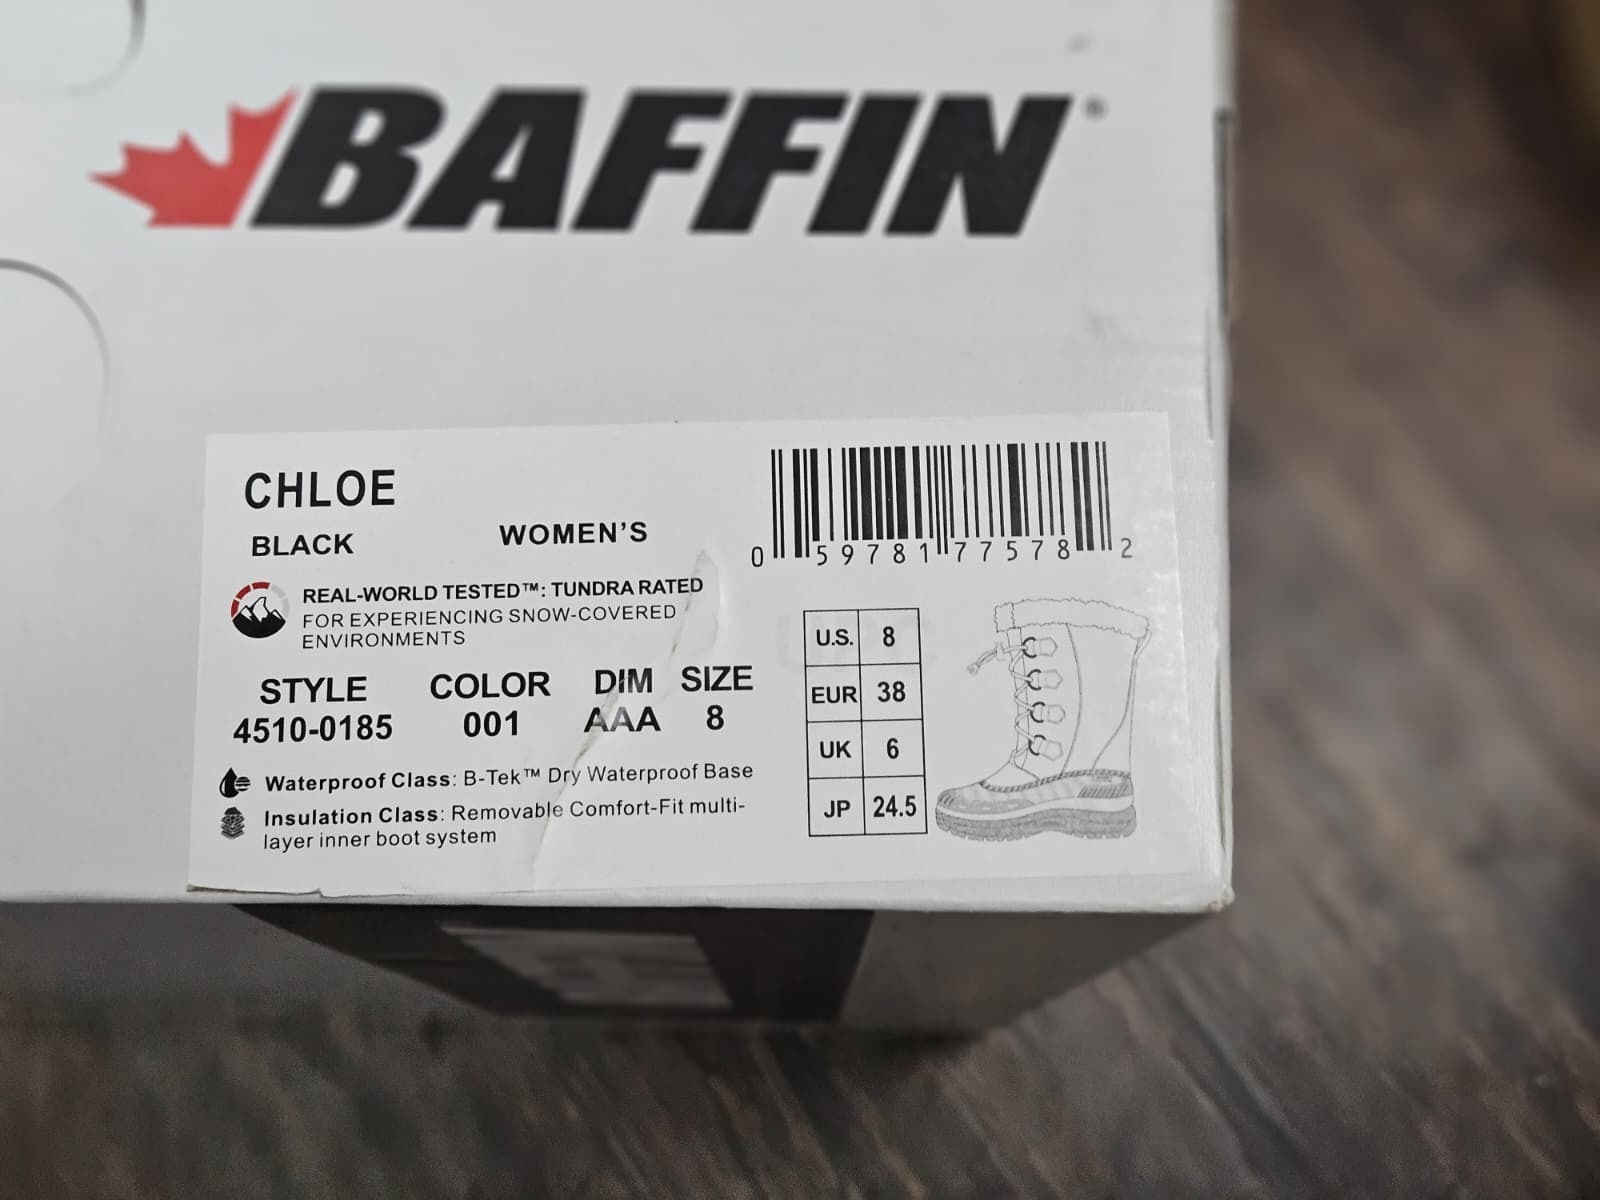 BAFFIN®
CHLOE
BLACK
WOMEN'S
REAL-WORLD TESTED™: TUNDRA RATED
FOR EXPERIENCING SNOW-COVERED
ENVIRONMENTS
STYLE COLOR DIM SIZE
4510-0185 001 AAA 8
Waterproof Class: B-Tek™ Dry Waterproof Base
Insulation Class: Removable Comfort-Fit multi-
layer inner boot system
0 59781 77578 2
U.S. 8
EUR 38
UK 6
JP 24.5